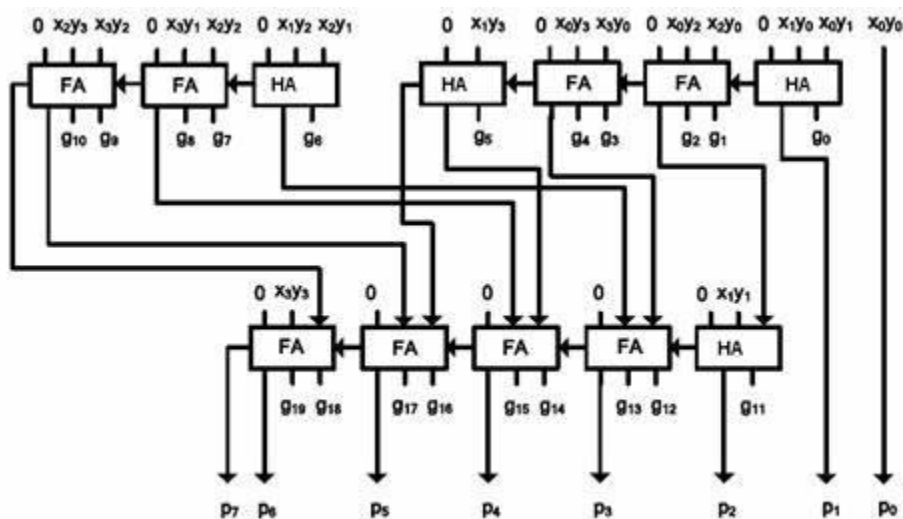 0 x₂y₃ x₃y₂ 0 x₃y₁ x₂y₂ 0 x₁y₂ x₂y₁ 0 x₁y₃ 0 x₀y₃ x₃y₀ 0 x₀y₂ x₂y₀ 0 x₁y₀ x₀y₁ x₀y₀
FA FA HA HA FA FA HA
g₁₀ g₉ g₈ g₇ g₆ g₅ g₄ g₃ g₂ g₁ g₀
0 x₃y₃ 0 0 0 0 x₁y₁
FA FA FA FA HA
g₁₉ g₁₈ g₁₇ g₁₆ g₁₅ g₁₄ g₁₃ g₁₂ g₁₁
p₇ p₆ p₅ p₄ p₃ p₂ p₁ p₀